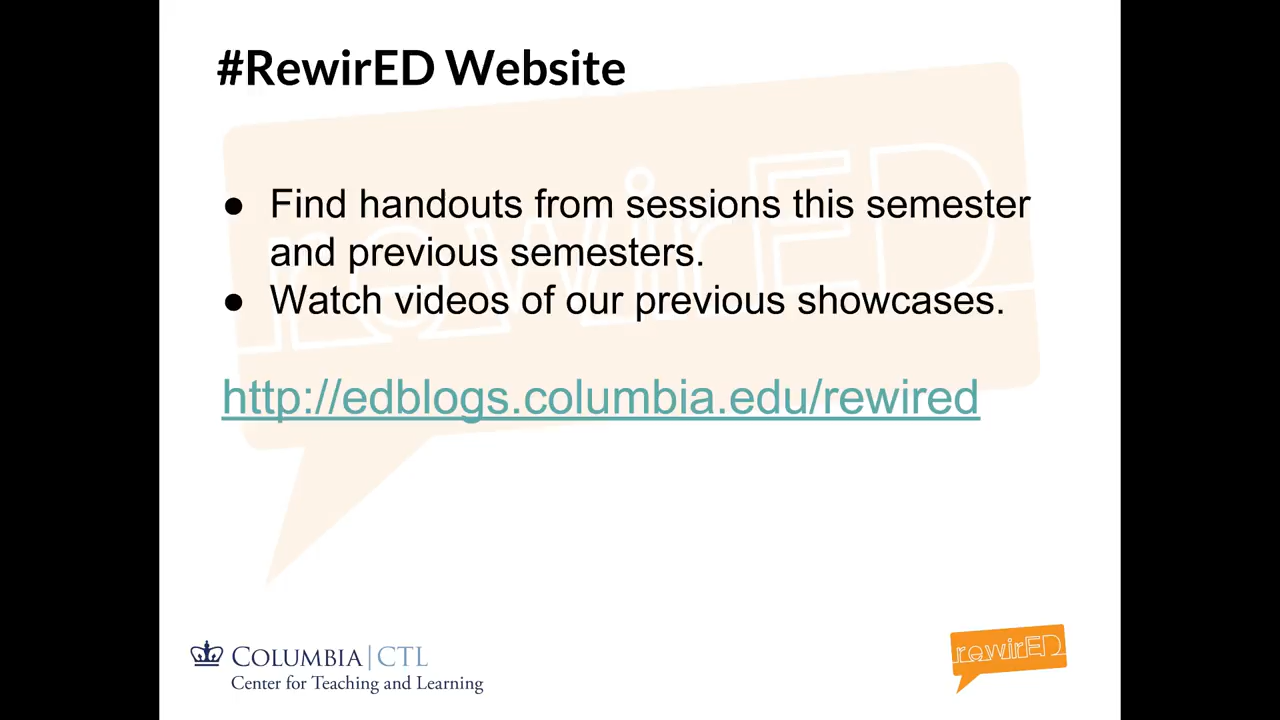 #RewirED Website
● Find handouts from sessions this semester
and previous semesters.
● Watch videos of our previous showcases.
http://edblogs.columbia.edu/rewired
rewirED
COLUMBIA | CTL
Center for Teaching and Learning
rewirED